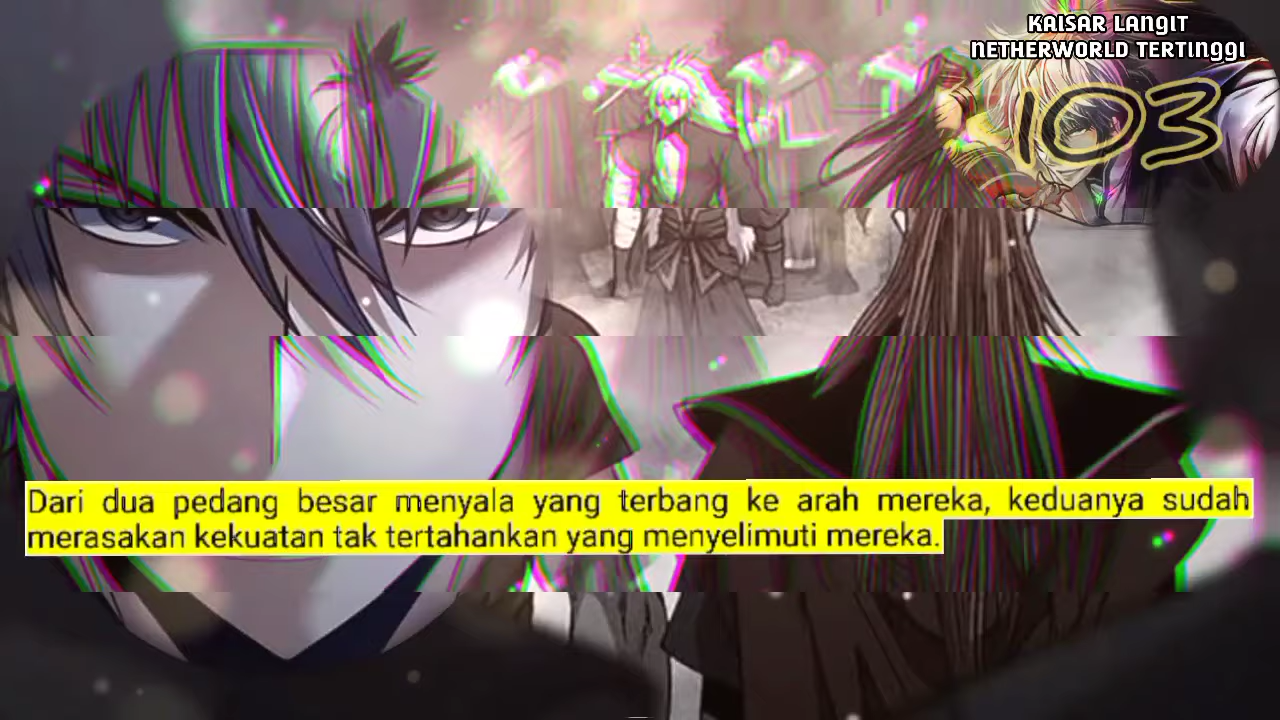 KAISAR LANGIT
NETHERWORLD TERTINGGI
103
Dari dua pedang besar menyala yang terbang ke arah mereka, keduanya sudah
merasakan kekuatan tak tertahankan yang menyelimuti mereka.